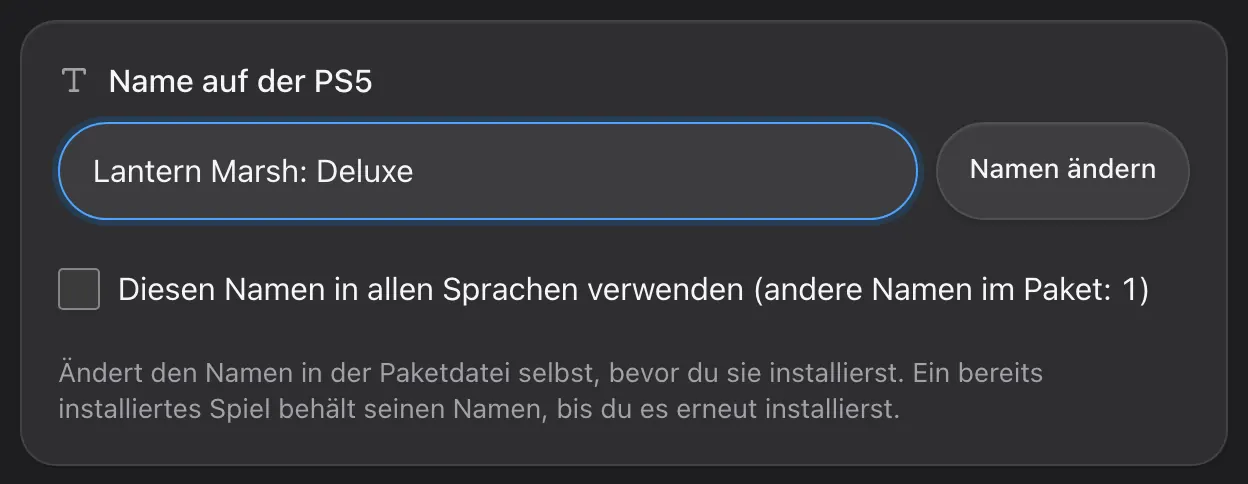 Name auf der PS5
Lantern Marsh: Deluxe
Namen ändern
Diesen Namen in allen Sprachen verwenden (andere Namen im Paket: 1)
Ändert den Namen in der Paketdatei selbst, bevor du sie installierst. Ein bereits
installiertes Spiel behält seinen Namen, bis du es erneut installierst.